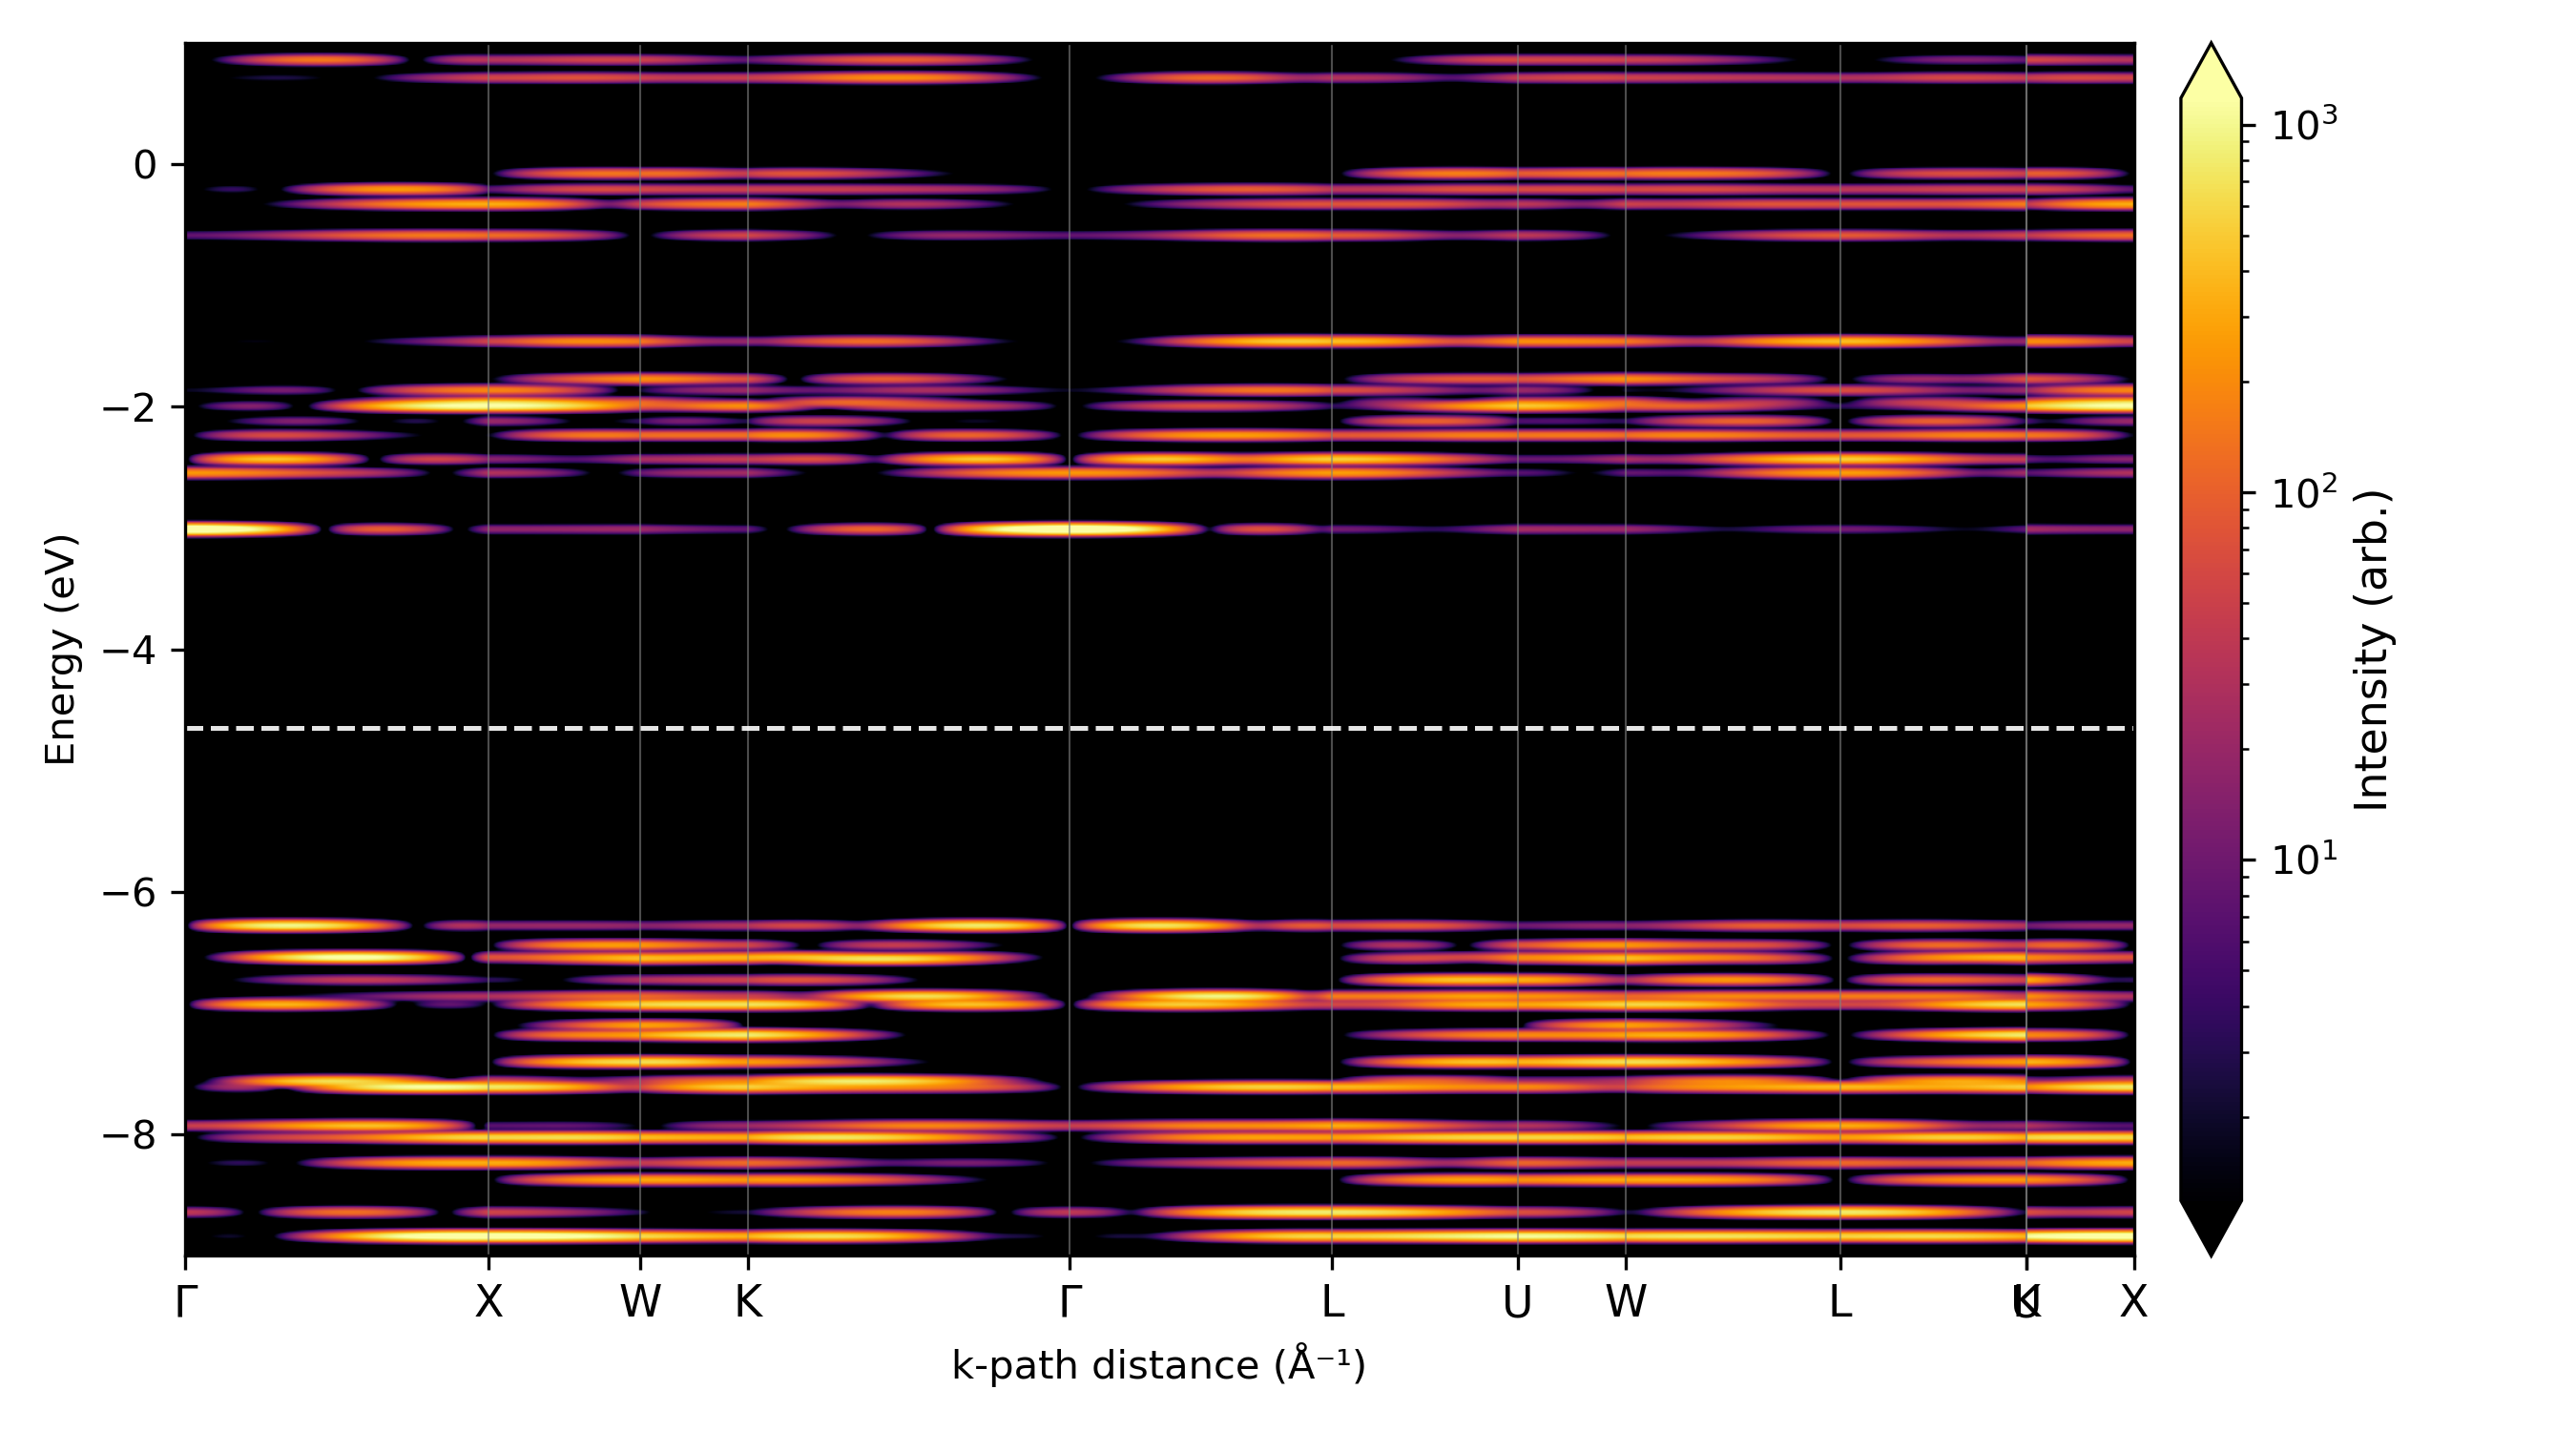 0
−2
−4
−6
−8
Energy (eV)
Γ X W K Γ L U W L K U X
k-path distance (Å⁻¹)
10³
10²
10¹
Intensity (arb.)